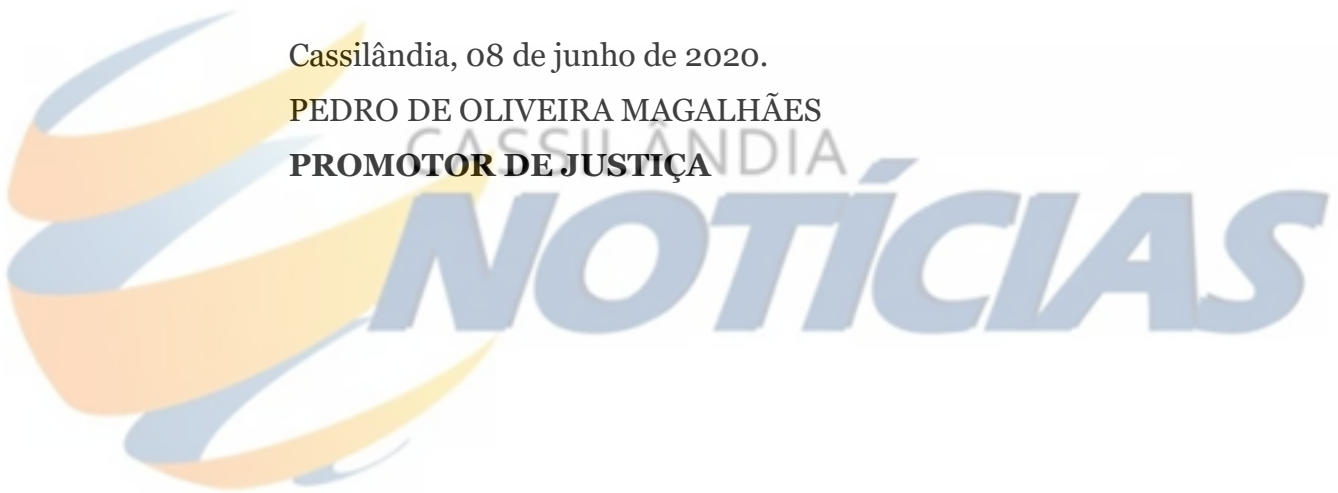 Cassilândia, 08 de junho de 2020.
PEDRO DE OLIVEIRA MAGALHÃES
CASSILÂNDIA
PROMOTOR DE JUSTIÇA
NOTÍCIAS